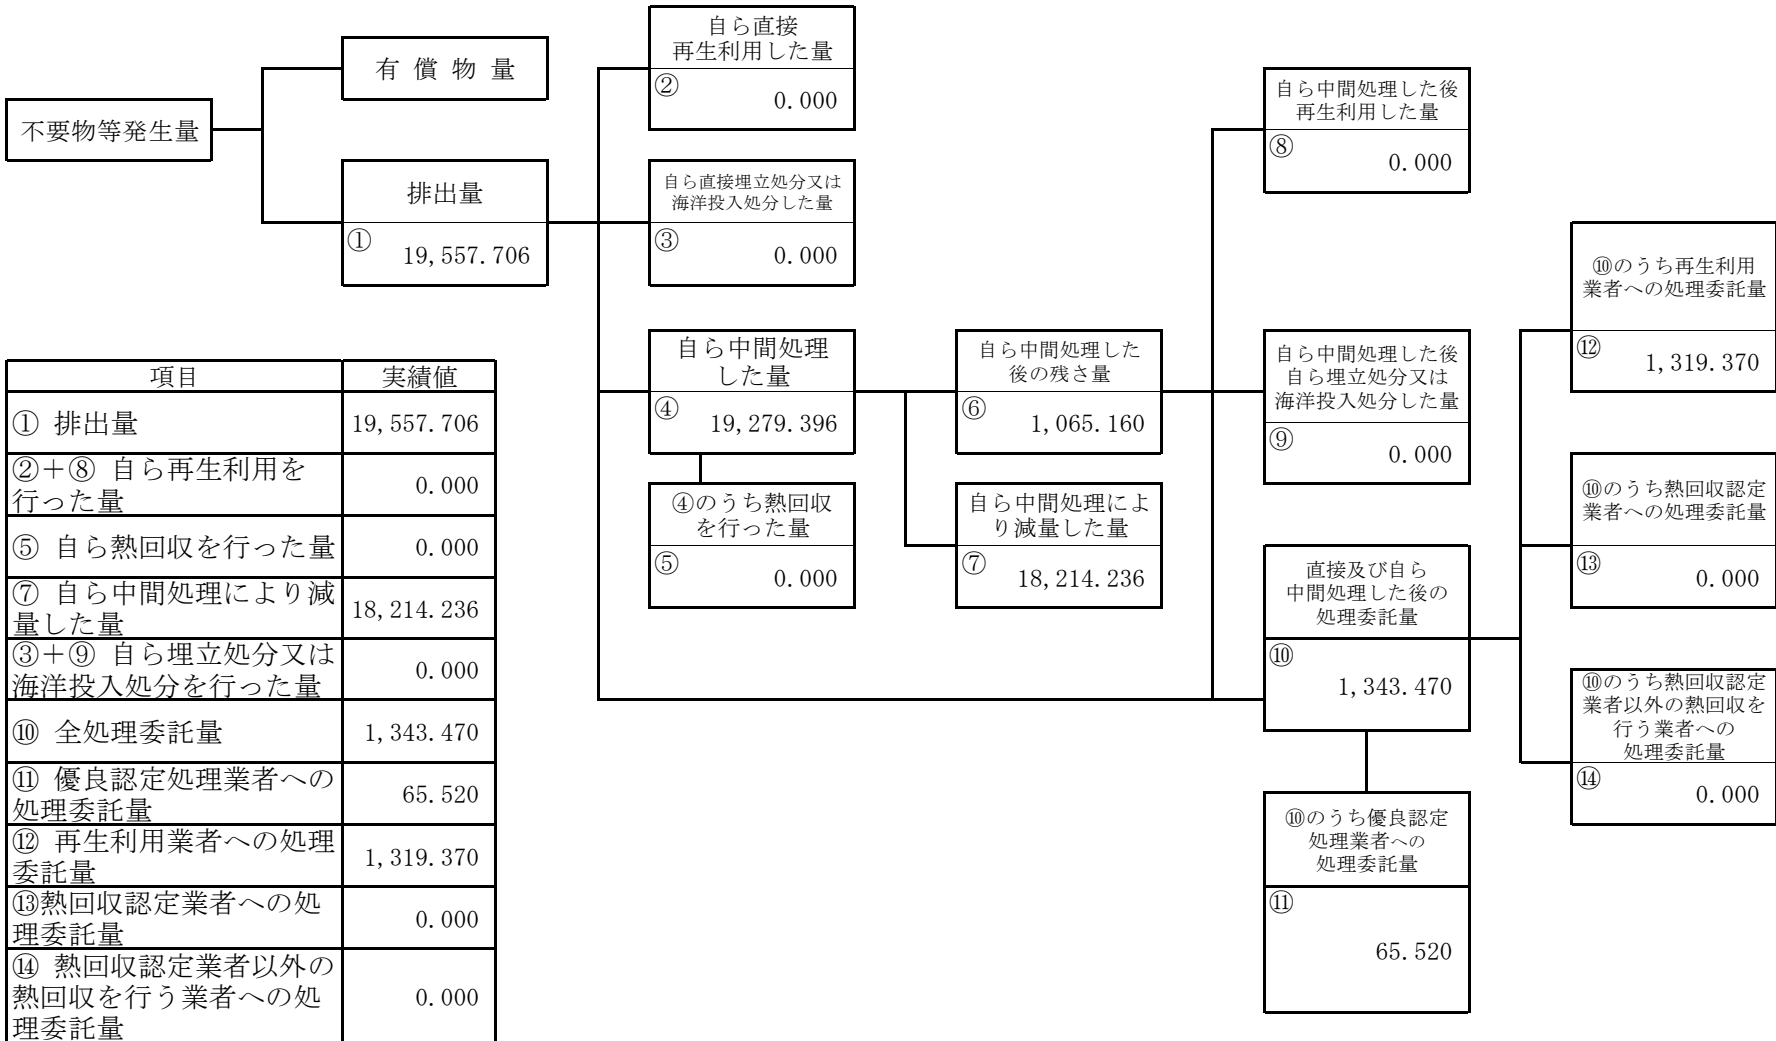 不要物等発生量
有 償 物 量
排出量
① 19,557.706
自ら直接
再生利用した量
② 0.000
自ら直接埋立処分又は
海洋投入処分した量
③ 0.000
自ら中間処理
した量
④ 19,279.396
④のうち熱回収
を行った量
⑤ 0.000
自ら中間処理した
後の残さ量
⑥ 1,065.160
自ら中間処理によ
り減量した量
⑦ 18,214.236
自ら中間処理した後
再生利用した量
⑧ 0.000
自ら中間処理した後
自ら埋立処分又は
海洋投入処分した量
⑨ 0.000
直接及び自ら
中間処理した後の
処理委託量
⑩ 1,343.470
⑩のうち優良認定
処理業者への
処理委託量
⑪ 65.520
⑩のうち再生利用
業者への処理委託量
⑫ 1,319.370
⑩のうち熱回収認定
業者への処理委託量
⑬ 0.000
⑩のうち熱回収認定
業者以外の熱回収を
行う業者への
処理委託量
⑭ 0.000
項目 実績値
① 排出量 19,557.706
②＋⑧ 自ら再生利用を
行った量 0.000
⑤ 自ら熱回収を行った量 0.000
⑦ 自ら中間処理により減
量した量 18,214.236
③＋⑨ 自ら埋立処分又は
海洋投入処分を行った量 0.000
⑩ 全処理委託量 1,343.470
⑪ 優良認定処理業者への
処理委託量 65.520
⑫ 再生利用業者への処理
委託量 1,319.370
⑬熱回収認定業者への処
理委託量 0.000
⑭ 熱回収認定業者以外の
熱回収を行う業者への処
理委託量 0.000